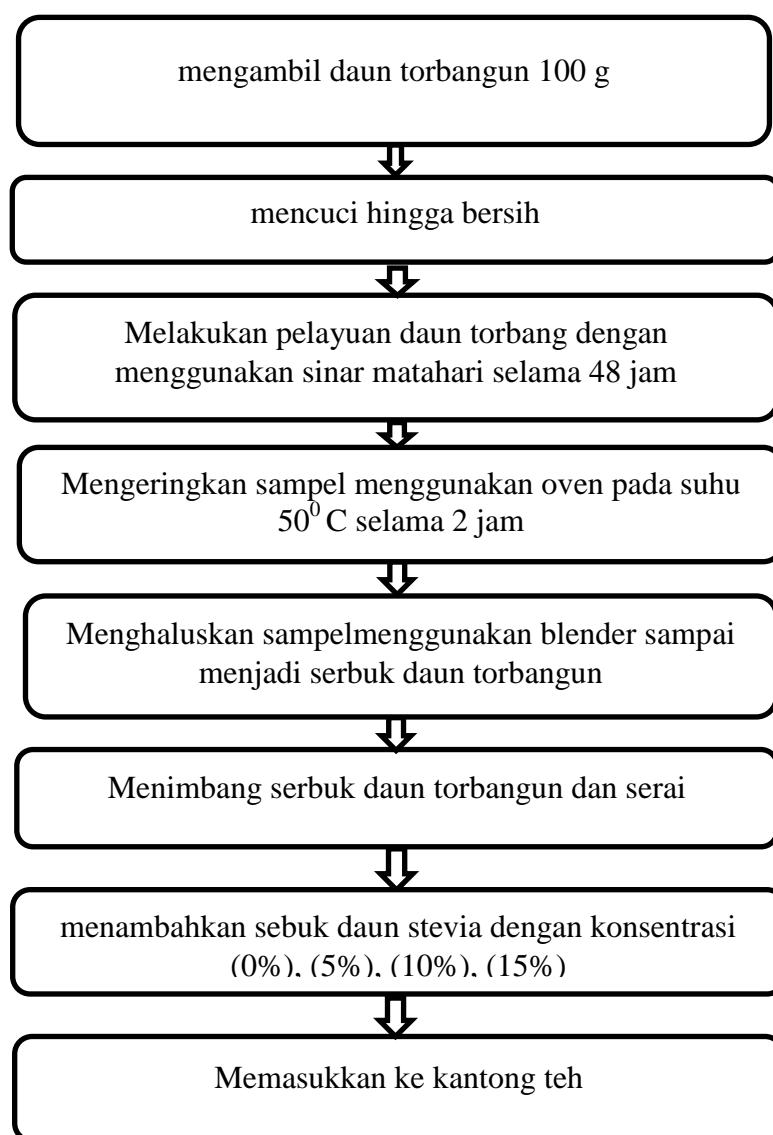 mengambil daun torbangun 100 g
mencuci hingga bersih
Melakukan pelayuan daun torbang dengan
menggunakan sinar matahari selama 48 jam
Mengeringkan sampel menggunakan oven pada suhu
50⁰ C selama 2 jam
Menghaluskan sampelmenggunakan blender sampai
menjadi serbuk daun torbangun
Menimbang serbuk daun torbangun dan serai
menambahkan sebuk daun stevia dengan konsentrasi
(0%), (5%), (10%), (15%)
Memasukkan ke kantong teh